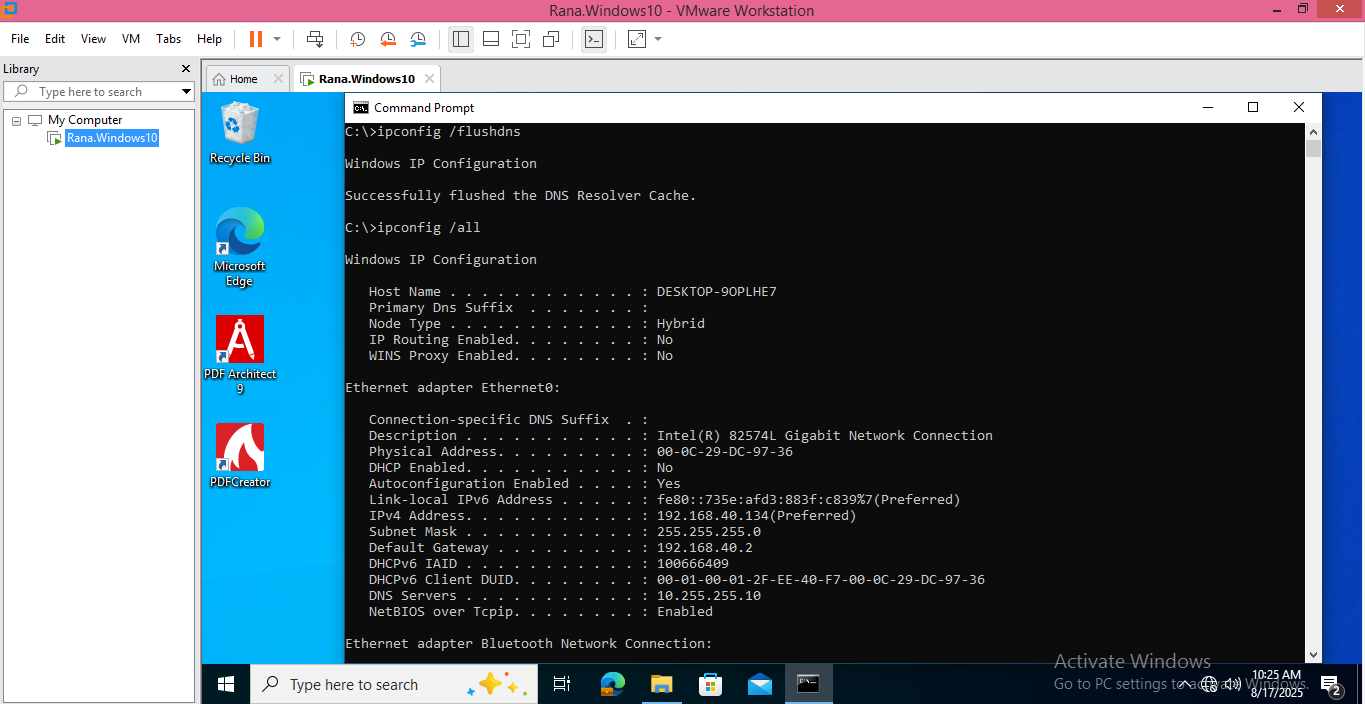 Rana.Windows10 - VMware Workstation
File Edit View VM Tabs Help
Library
Type here to search
My Computer
Rana.Windows10
Home
Rana.Windows10
Recycle Bin
Microsoft
Edge
PDF Architect
9
PDFCreator
Command Prompt
C:\>ipconfig /flushdns
Windows IP Configuration
Successfully flushed the DNS Resolver Cache.
C:\>ipconfig /all
Windows IP Configuration
Host Name . . . . . . . . . . . . : DESKTOP-9OPLHE7
Primary Dns Suffix  . . . . . . . :
Node Type . . . . . . . . . . . . : Hybrid
IP Routing Enabled. . . . . . . . : No
WINS Proxy Enabled. . . . . . . . : No
Ethernet adapter Ethernet0:
Connection-specific DNS Suffix  . :
Description . . . . . . . . . . . : Intel(R) 82574L Gigabit Network Connection
Physical Address. . . . . . . . . : 00-0C-29-DC-97-36
DHCP Enabled. . . . . . . . . . . : No
Autoconfiguration Enabled . . . . : Yes
Link-local IPv6 Address . . . . . : fe80::735e:afd3:883f:c839%7(Preferred)
IPv4 Address. . . . . . . . . . . : 192.168.40.134(Preferred)
Subnet Mask . . . . . . . . . . . : 255.255.255.0
Default Gateway . . . . . . . . . : 192.168.40.2
DHCPv6 IAID . . . . . . . . . . . : 100666409
DHCPv6 Client DUID. . . . . . . . : 00-01-00-01-2F-EE-40-F7-00-0C-29-DC-97-36
DNS Servers . . . . . . . . . . . : 10.255.255.10
NetBIOS over Tcpip. . . . . . . . : Enabled
Ethernet adapter Bluetooth Network Connection:
Activate Windows
Go to PC settings to activate Windows.
Type here to search
10:25 AM
8/17/2025
2